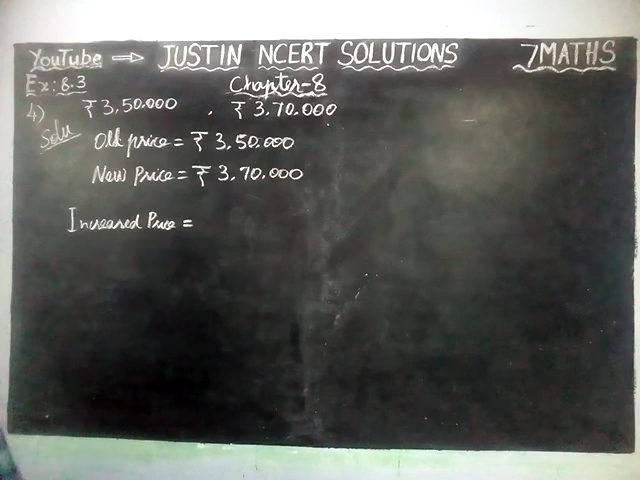 YouTube ⇒ JUSTIN NCERT SOLUTIONS 7MATHS
Ex: 8.3 Chapter-8
4) ₹ 3,50,000 , ₹ 3,70,000
Solu Old price = ₹ 3,50,000
New Price = ₹ 3,70,000
Increased Price =